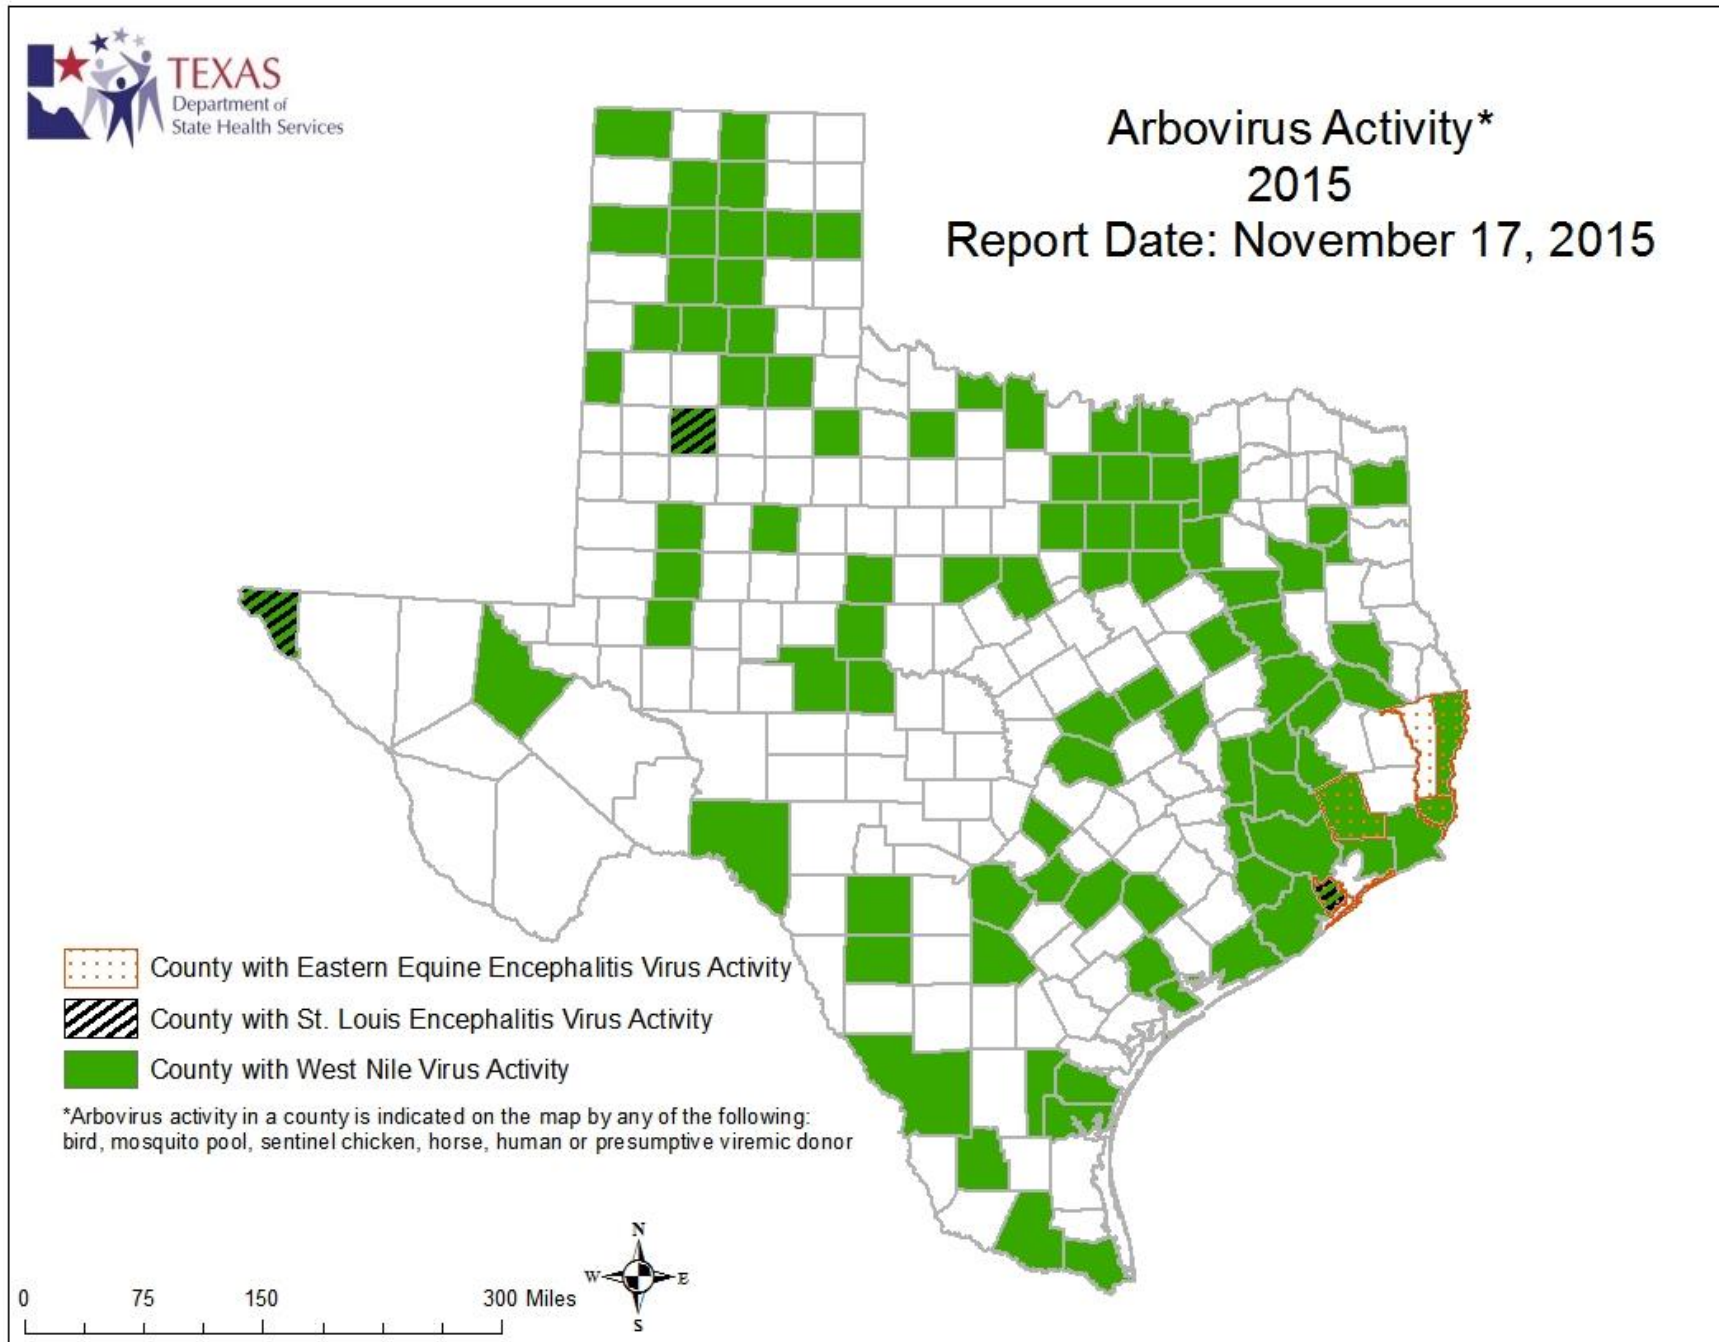 TEXAS
Department of
State Health Services
Arbovirus Activity*
2015
Report Date: November 17, 2015
County with Eastern Equine Encephalitis Virus Activity
County with St. Louis Encephalitis Virus Activity
County with West Nile Virus Activity
*Arbovirus activity in a county is indicated on the map by any of the following:
bird, mosquito pool, sentinel chicken, horse, human or presumptive viremic donor
N
W E
S
0 75 150 300 Miles